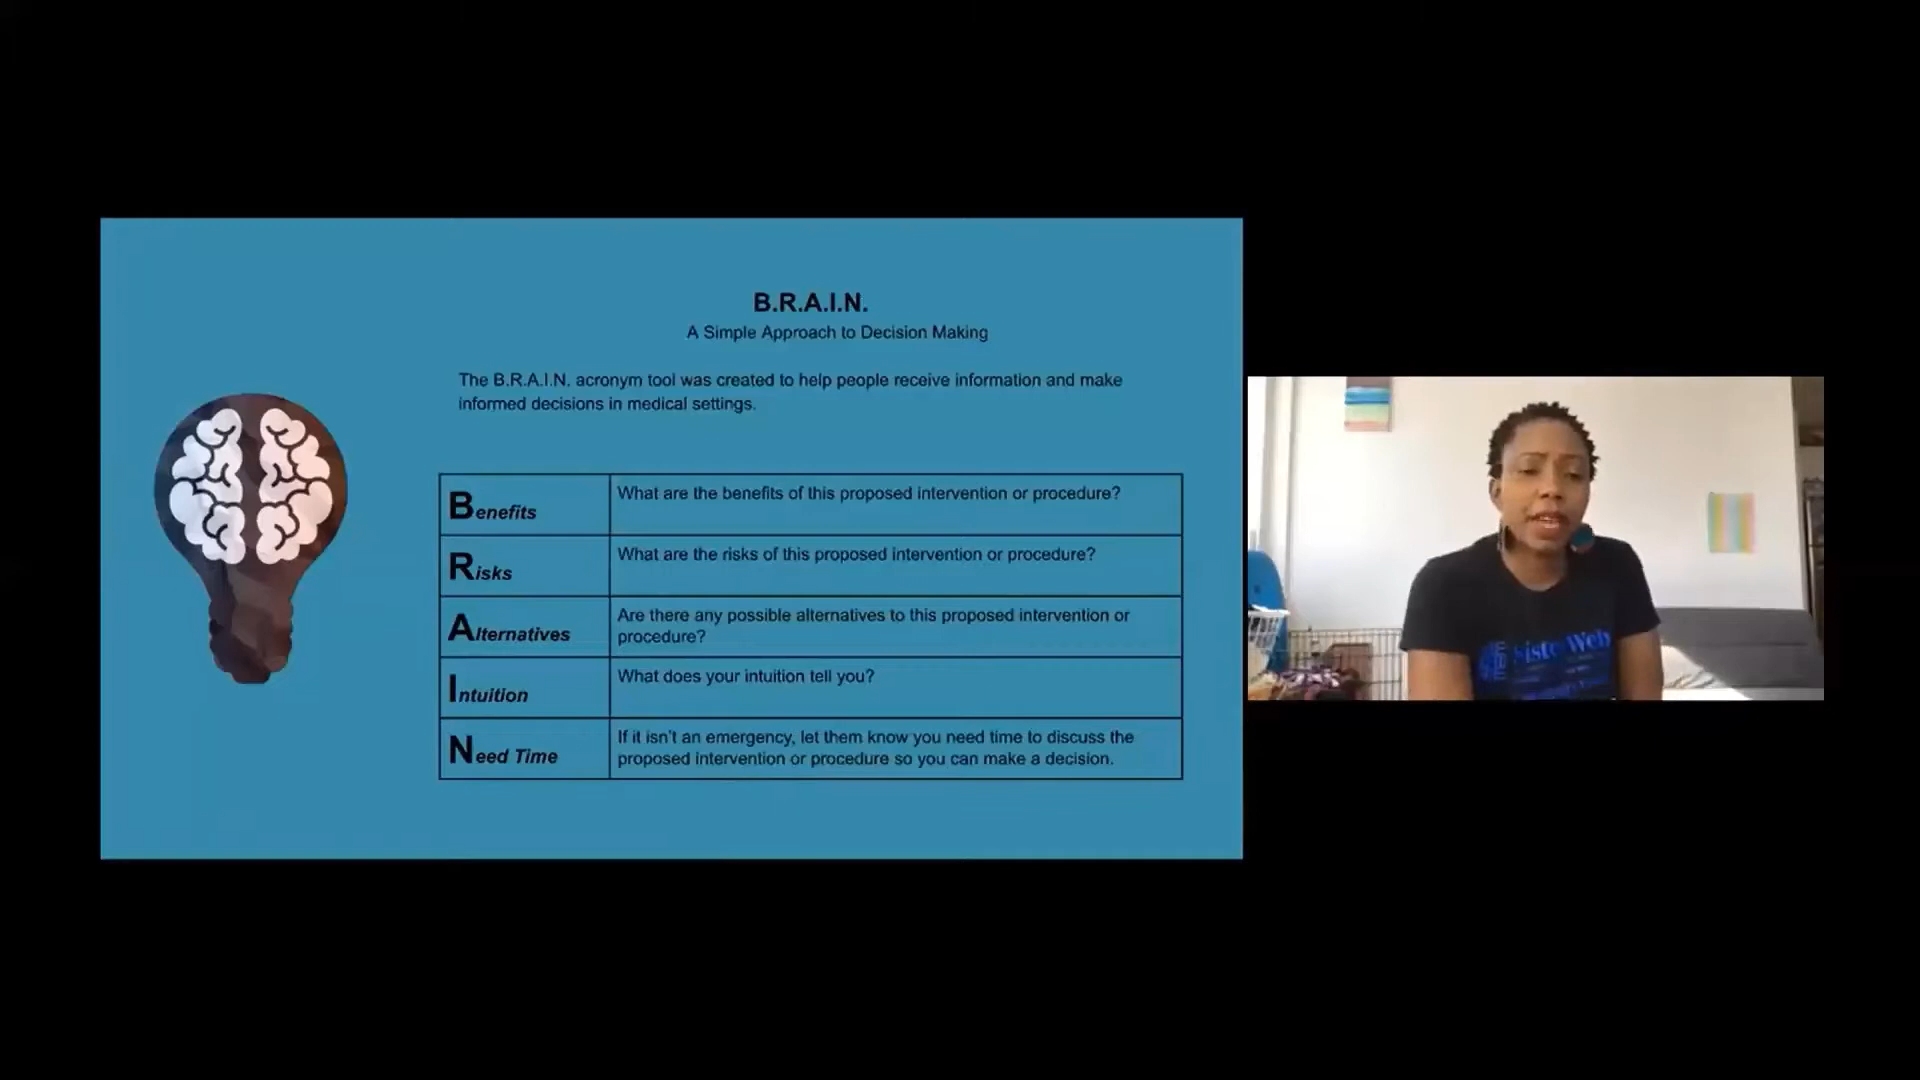 B.R.A.I.N.
A Simple Approach to Decision Making
The B.R.A.I.N. acronym tool was created to help people receive information and make
informed decisions in medical settings.
Benefits
What are the benefits of this proposed intervention or procedure?
Risks
What are the risks of this proposed intervention or procedure?
Alternatives
Are there any possible alternatives to this proposed intervention or
procedure?
Intuition
What does your intuition tell you?
Need Time
If it isn't an emergency, let them know you need time to discuss the
proposed intervention or procedure so you can make a decision.
Web